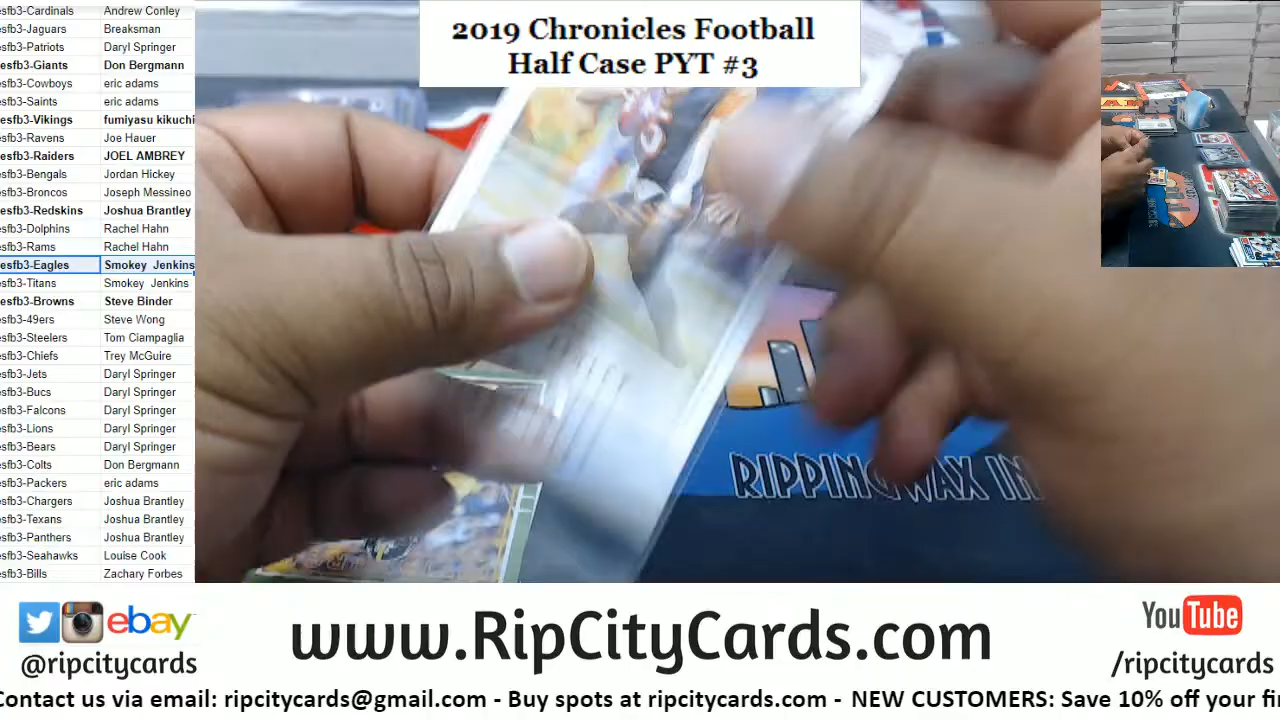 2019 Chronicles Football
Half Case PYT #3
esfb3-Cardinals Andrew Conley
esfb3-Jaguars Breaksman
esfb3-Patriots Daryl Springer
esfb3-Giants Don Bergmann
esfb3-Cowboys eric adams
esfb3-Saints eric adams
esfb3-Vikings fumiyasu kikuchi
esfb3-Ravens Joe Hauer
esfb3-Raiders JOEL AMBREY
esfb3-Bengals Jordan Hickey
esfb3-Broncos Joseph Messineo
esfb3-Redskins Joshua Brantley
esfb3-Dolphins Rachel Hahn
esfb3-Rams Rachel Hahn
esfb3-Eagles Smokey Jenkins
esfb3-Titans Smokey Jenkins
esfb3-Browns Steve Binder
esfb3-49ers Steve Wong
esfb3-Steelers Tom Ciampaglia
esfb3-Chiefs Trey McGuire
esfb3-Jets Daryl Springer
esfb3-Bucs Daryl Springer
esfb3-Falcons Daryl Springer
esfb3-Lions Daryl Springer
esfb3-Bears Daryl Springer
esfb3-Colts Don Bergmann
esfb3-Packers eric adams
esfb3-Chargers Joshua Brantley
esfb3-Texans Joshua Brantley
esfb3-Panthers Joshua Brantley
esfb3-Seahawks Louise Cook
esfb3-Bills Zachary Forbes
RIPPING WAX IN
ebay
@ripcitycards
www.RipCityCards.com
YouTube
/ripcitycards
Contact us via email: ripcitycards@gmail.com - Buy spots at ripcitycards.com - NEW CUSTOMERS: Save 10% off your fi